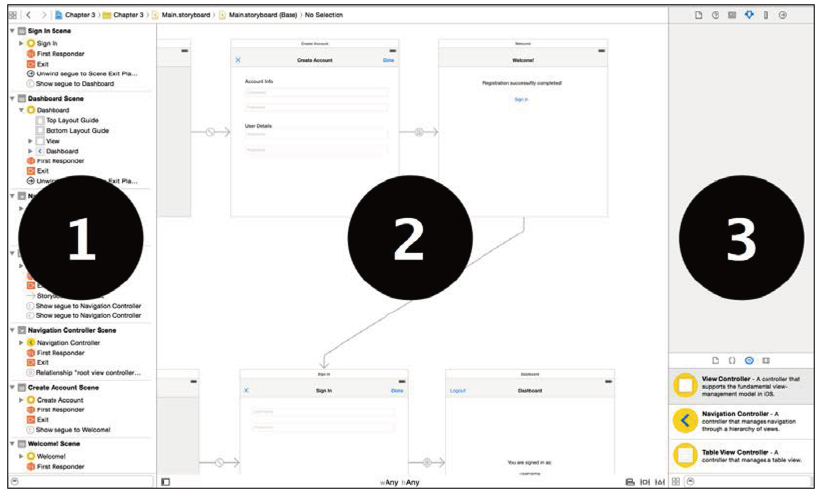 Chapter 3 Chapter 3 Main.storyboard Main.storyboard (Base) No Selection
Sign In Scene
Sign In
First Responder
Exit
Unwind segue to Scene Exit Pla...
Show segue to Dashboard
Dashboard Scene
Dashboard
Top Layout Guide
Bottom Layout Guide
View
Dashboard
First Responder
Exit
Unwi Exit Pla...
N
1
Storyb
Show segue to Navigation Controller
Show segue to Navigation Controller
Navigation Controller Scene
Navigation Controller
First Responder
Exit
Relationship "root view controller...
Create Account Scene
Create Account
First Responder
Exit
Show segue to Welcome!
Welcome! Scene
Welcome!
First Responder
Create Account
Create Account
Done
Account Info
Username
Password
User Details
Welcome!
Welcome!
Registration successfully completed!
Sign in
2
Sign In
Sign In
Done
Username
Password
Dashboard
Logout
Dashboard
You are signed in as:
wAny hAny
3
View Controller - A controller that
supports the fundamental view-
management model in iOS.
Navigation Controller - A
controller that manages navigation
through a hierarchy of views.
Table View Controller - A
controller that manages a table view.